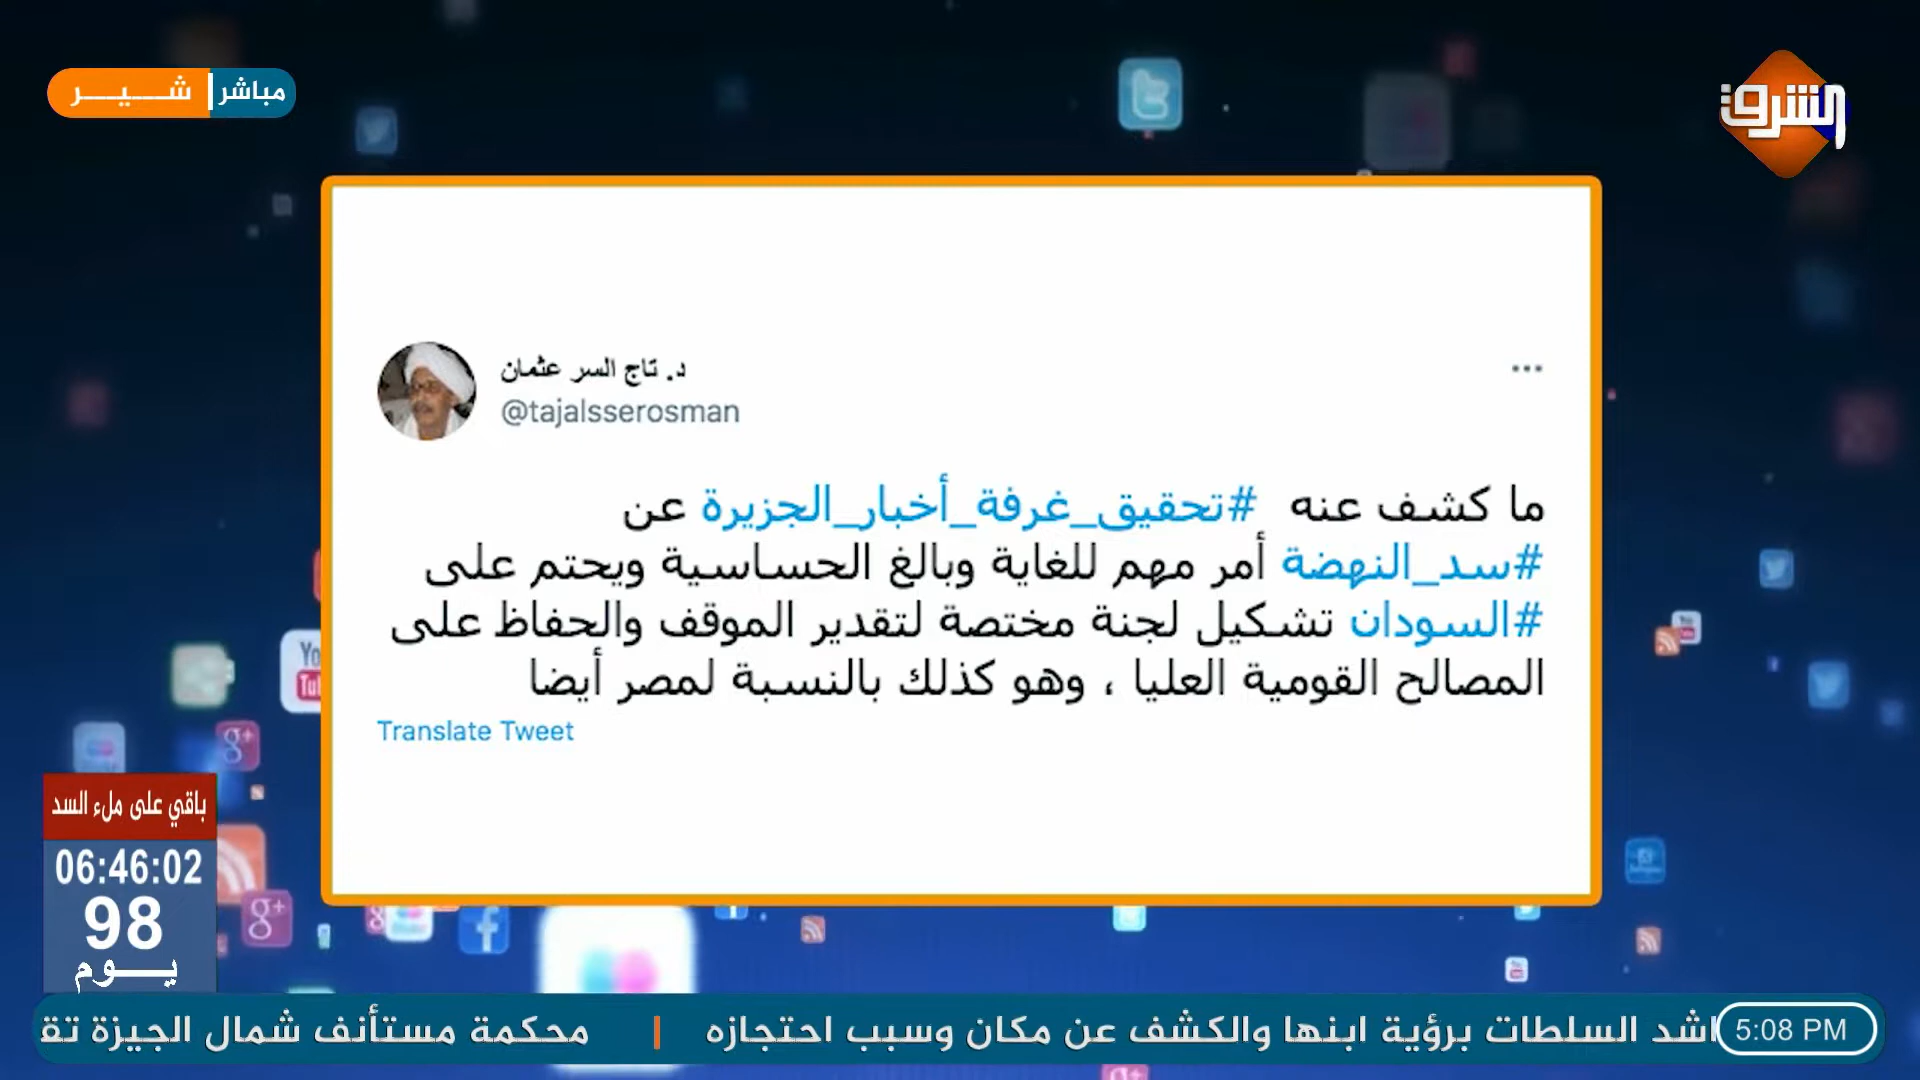 مباشر شـــيـــر
الشرق
د. تاج السر عثمان
@tajalsserosman
ما كشف عنه #تحقيق_غرفة_أخبار_الجزيرة عن
#سد_النهضة أمر مهم للغاية وبالغ الحساسية ويحتم على
#السودان تشكيل لجنة مختصة لتقدير الموقف والحفاظ على
المصالح القومية العليا ، وهو كذلك بالنسبة لمصر أيضا
Translate Tweet
باقي على ملء السد
06:46:02
98
يـــوم
5:08 PM
اشد السلطات برؤية ابنها والكشف عن مكان وسبب احتجازه | محكمة مستأنف شمال الجيزة تق